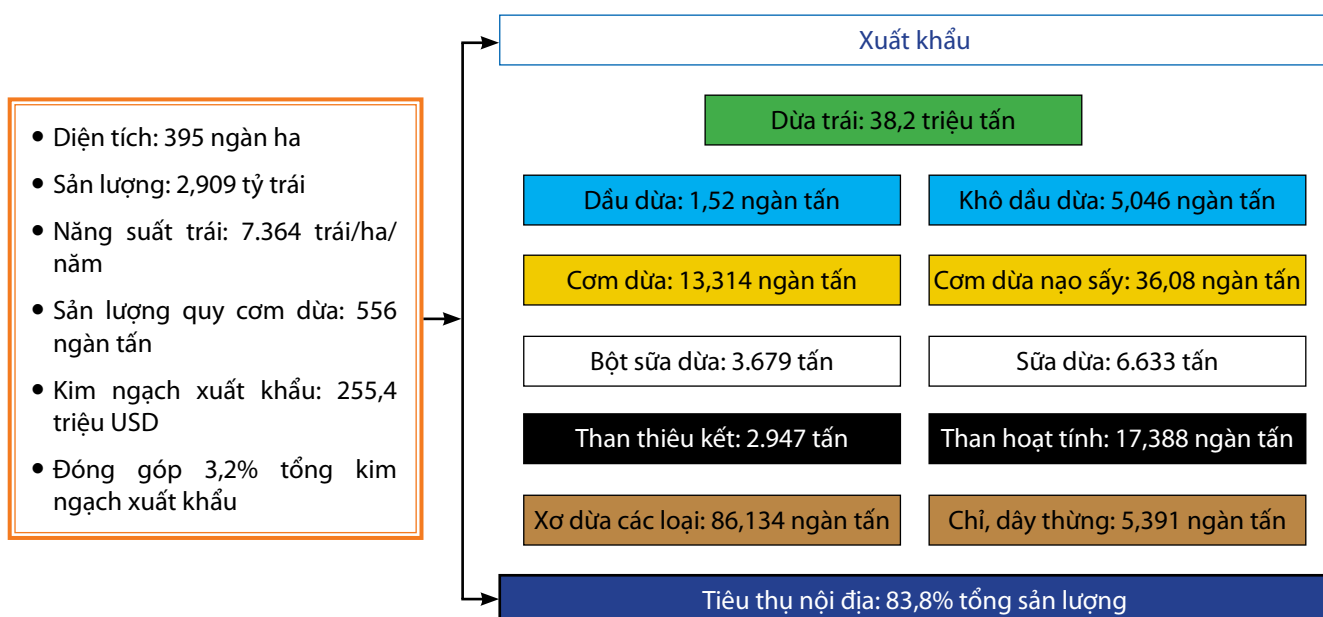 Xuất khẩu
Dừa trái: 38,2 triệu tấn
• Diện tích: 395 ngàn ha
• Sản lượng: 2,909 tỷ trái
• Năng suất trái: 7.364 trái/ha/
năm
• Sản lượng quy cơm dừa: 556
ngàn tấn
• Kim ngạch xuất khẩu: 255,4
triệu USD
• Đóng góp 3,2% tổng kim
ngạch xuất khẩu
Dầu dừa: 1,52 ngàn tấn
Khô dầu dừa: 5,046 ngàn tấn
Cơm dừa: 13,314 ngàn tấn
Cơm dừa nạo sấy: 36,08 ngàn tấn
Bột sữa dừa: 3.679 tấn
Sữa dừa: 6.633 tấn
Than thiêu kết: 2.947 tấn
Than hoạt tính: 17,388 ngàn tấn
Xơ dừa các loại: 86,134 ngàn tấn
Chỉ, dây thừng: 5,391 ngàn tấn
Tiêu thụ nội địa: 83,8% tổng sản lượng